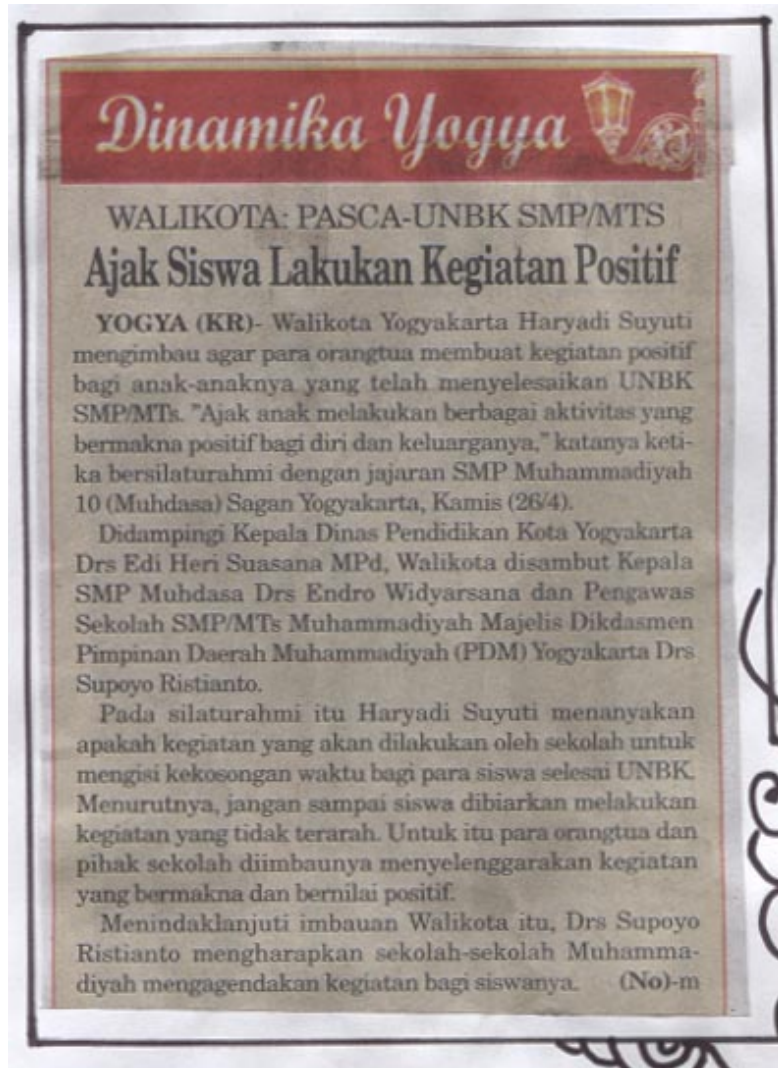 Dinamika Yogya
WALIKOTA: PASCA-UNBK SMP/MTS
Ajak Siswa Lakukan Kegiatan Positif
YOGYA (KR)- Walikota Yogyakarta Haryadi Suyuti
mengimbau agar para orangtua membuat kegiatan positif
bagi anak-anaknya yang telah menyelesaikan UNBK
SMP/MTs. "Ajak anak melakukan berbagai aktivitas yang
bermakna positif bagi diri dan keluarganya," katanya keti-
ka bersilaturahmi dengan jajaran SMP Muhammadiyah
10 (Muhdasa) Sagan Yogyakarta, Kamis (26/4).
Didampingi Kepala Dinas Pendidikan Kota Yogyakarta
Drs Edi Heri Suasana MPd, Walikota disambut Kepala
SMP Muhdasa Drs Endro Widyarsana dan Pengawas
Sekolah SMP/MTs Muhammadiyah Majelis Dikdasmen
Pimpinan Daerah Muhammadiyah (PDM) Yogyakarta Drs
Supoyo Ristianto.
Pada silaturahmi itu Haryadi Suyuti menanyakan
apakah kegiatan yang akan dilakukan oleh sekolah untuk
mengisi kekosongan waktu bagi para siswa selesai UNBK.
Menurutnya, jangan sampai siswa dibiarkan melakukan
kegiatan yang tidak terarah. Untuk itu para orangtua dan
pihak sekolah diimbaunya menyelenggarakan kegiatan
yang bermakna dan bernilai positif.
Menindaklanjuti imbauan Walikota itu, Drs Supoyo
Ristianto mengharapkan sekolah-sekolah Muhamma-
diyah mengagendakan kegiatan bagi siswanya. (No)-m